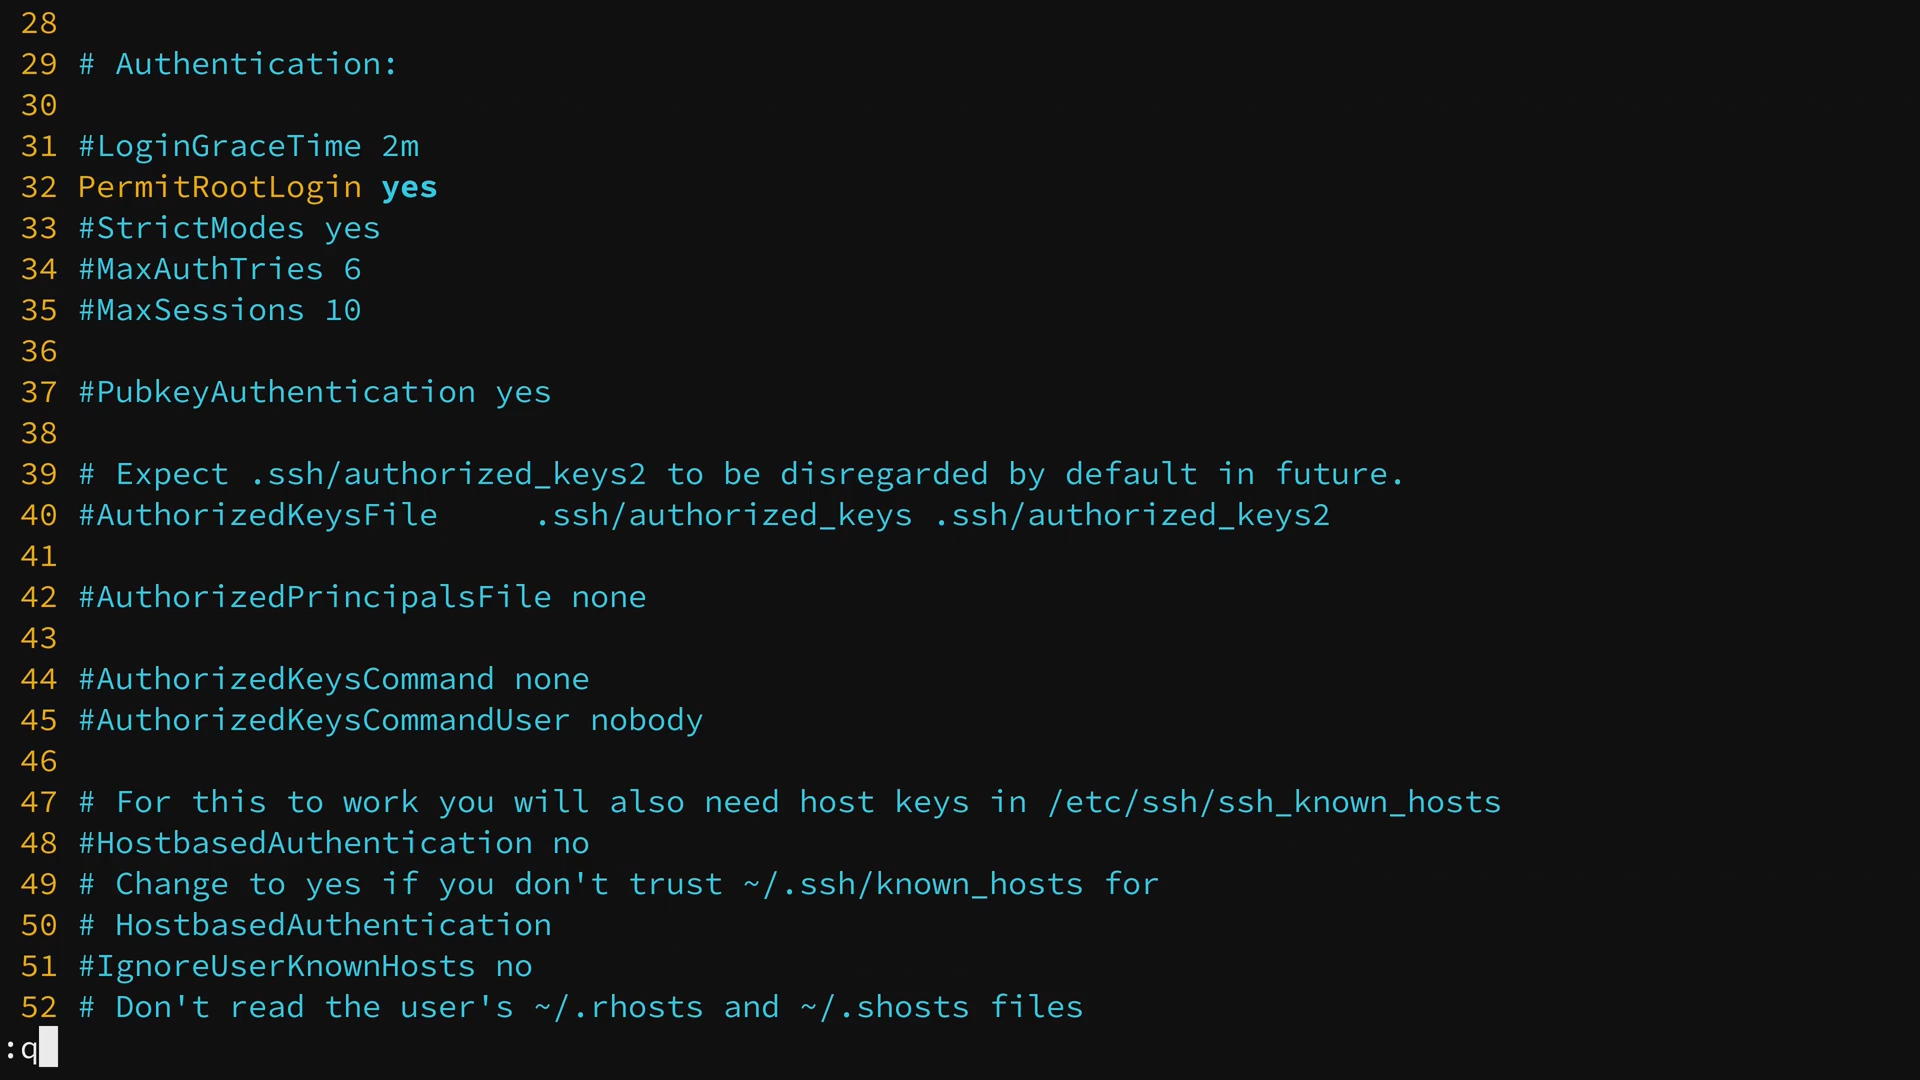 28
29 # Authentication:
30
31 #LoginGraceTime 2m
32 PermitRootLogin yes
33 #StrictModes yes
34 #MaxAuthTries 6
35 #MaxSessions 10
36
37 #PubkeyAuthentication yes
38
39 # Expect .ssh/authorized_keys2 to be disregarded by default in future.
40 #AuthorizedKeysFile     .ssh/authorized_keys .ssh/authorized_keys2
41
42 #AuthorizedPrincipalsFile none
43
44 #AuthorizedKeysCommand none
45 #AuthorizedKeysCommandUser nobody
46
47 # For this to work you will also need host keys in /etc/ssh/ssh_known_hosts
48 #HostbasedAuthentication no
49 # Change to yes if you don't trust ~/.ssh/known_hosts for
50 # HostbasedAuthentication
51 #IgnoreUserKnownHosts no
52 # Don't read the user's ~/.rhosts and ~/.shosts files
:q